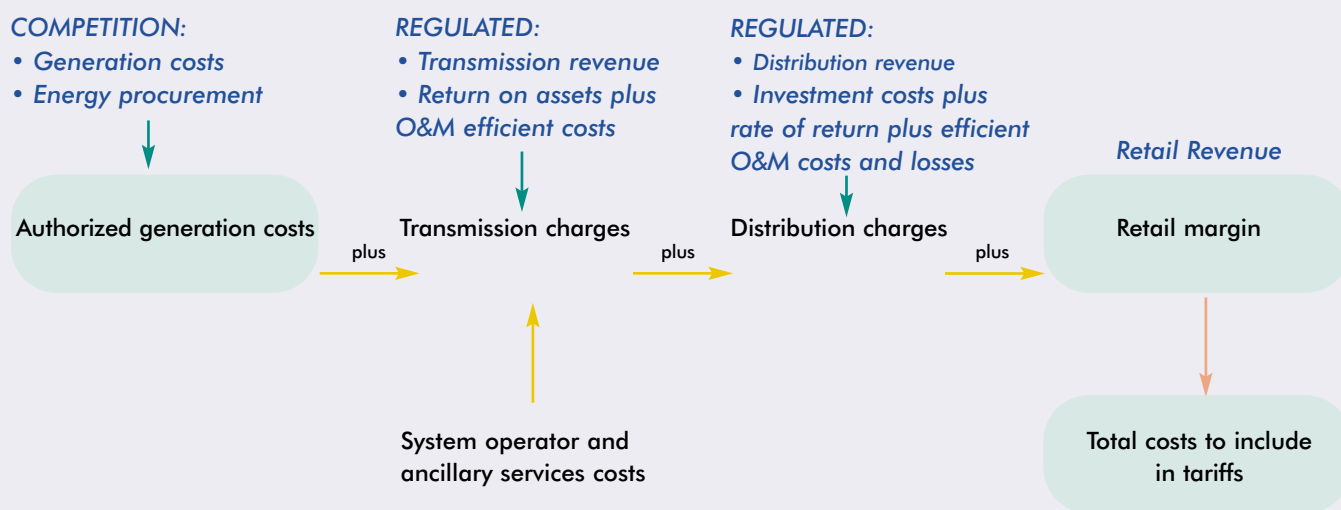 COMPETITION:
• Generation costs
• Energy procurement
REGULATED:
• Transmission revenue
• Return on assets plus
O&M efficient costs
REGULATED:
• Distribution revenue
• Investment costs plus
rate of return plus efficient
O&M costs and losses
Retail Revenue
Authorized generation costs
plus
Transmission charges
plus
Distribution charges
plus
Retail margin
System operator and
ancillary services costs
Total costs to include
in tariffs